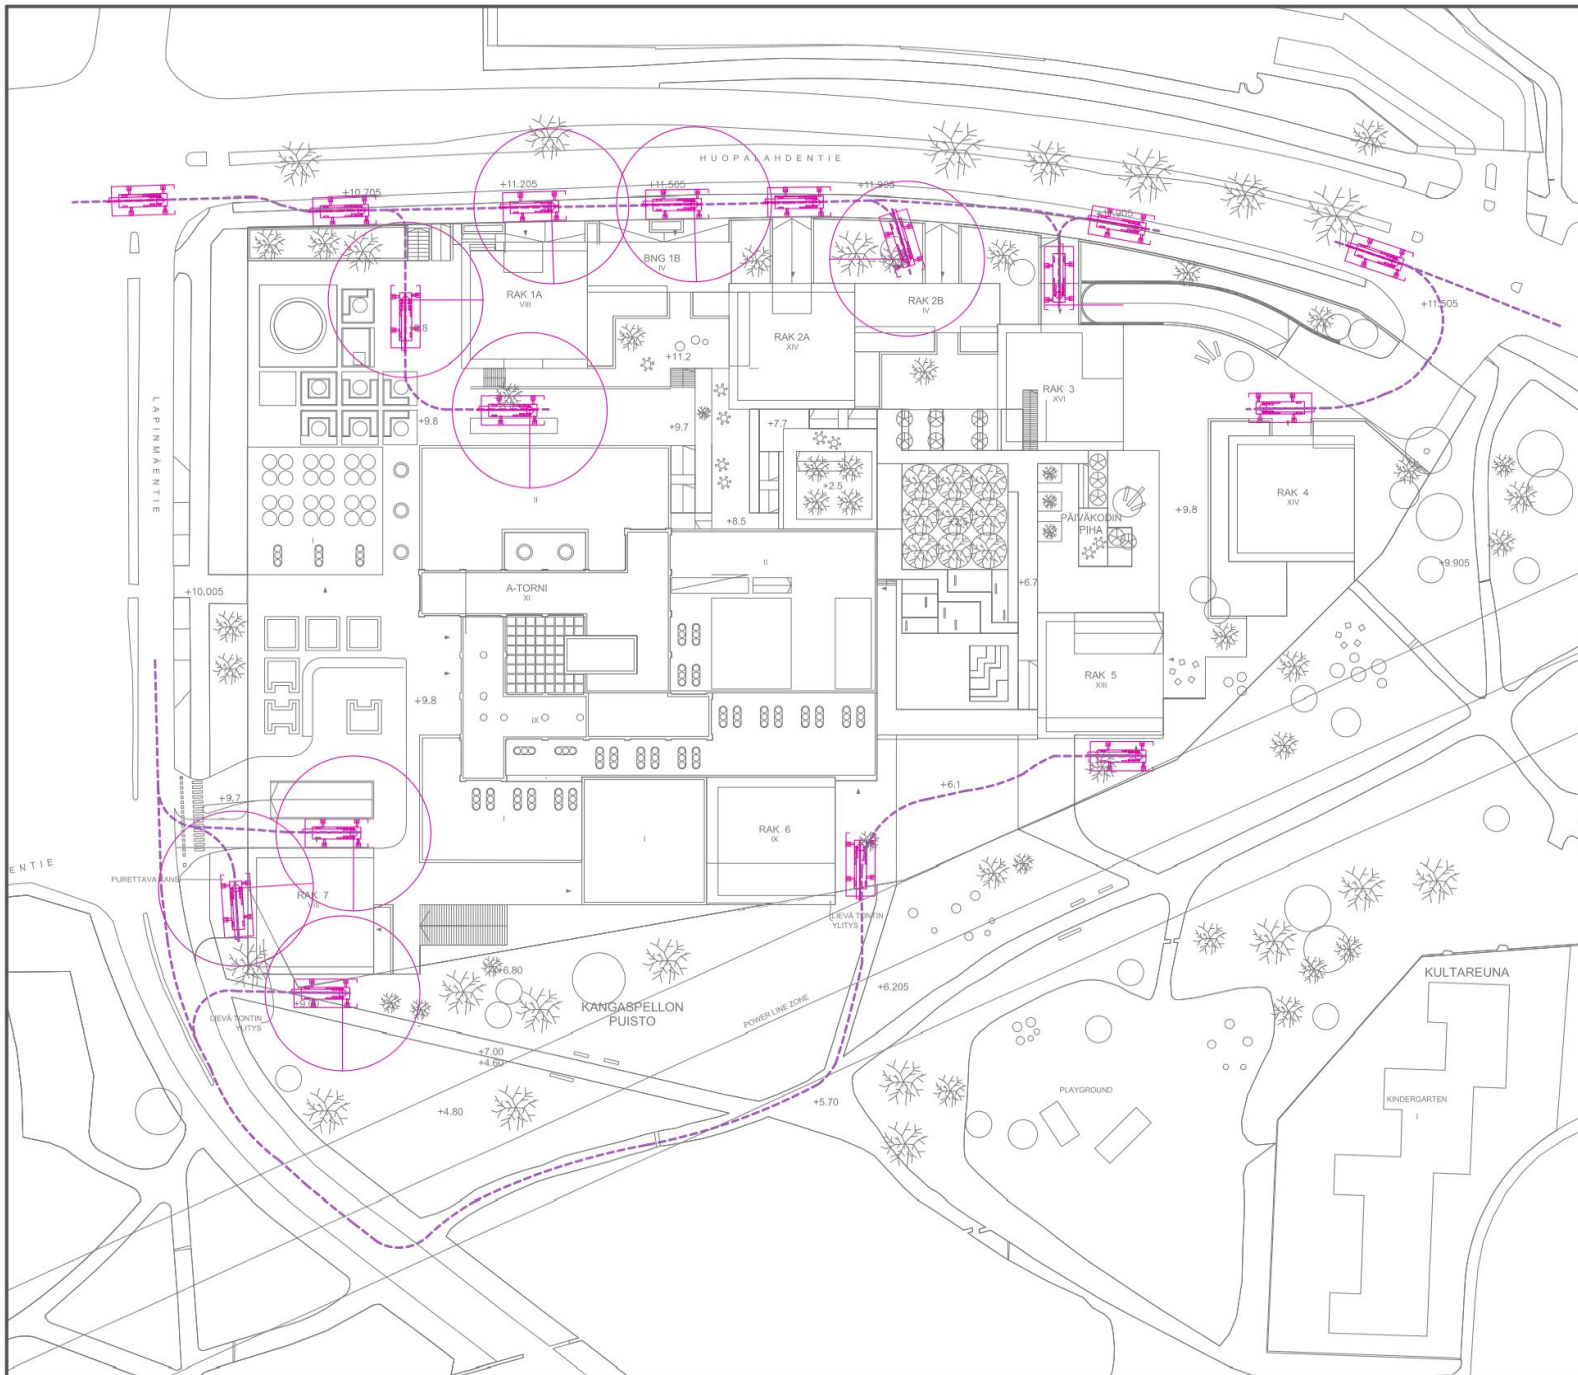 HUOPALAHDENTIE
+10.705
+11.205
+11.505
+11.905
+11.505
BNG 1B
IV
RAK 1A
VIII
RAK 2B
IV
+9.8
RAK 2A
XIV
+11.2
RAK 3
XVI
LAPINMÄENTIE
+9.8
+9.7
+7.7
+2.5
RAK 4
XIV
II
+8.5
PÄIVÄKODIN
PIHA
+9.8
I
II
+9.905
A-TORNI
XI
+6.7
+10.005
RAK 5
XIII
+9.8
IX
+6.1
+9.7
I
I
RAK 6
IX
ENTIE
RAK 7
VIII
LIEVÄ TONTIN
YLITYS
+6.80
KULTAREUNA
+6.205
KANGASPELLON
PUISTO
POWER LINE ZONE
LIEVÄ TONTIN
YLITYS
+7.00
+4.60
+4.80
+5.70
PLAYGROUND
KINDERGARTEN
I